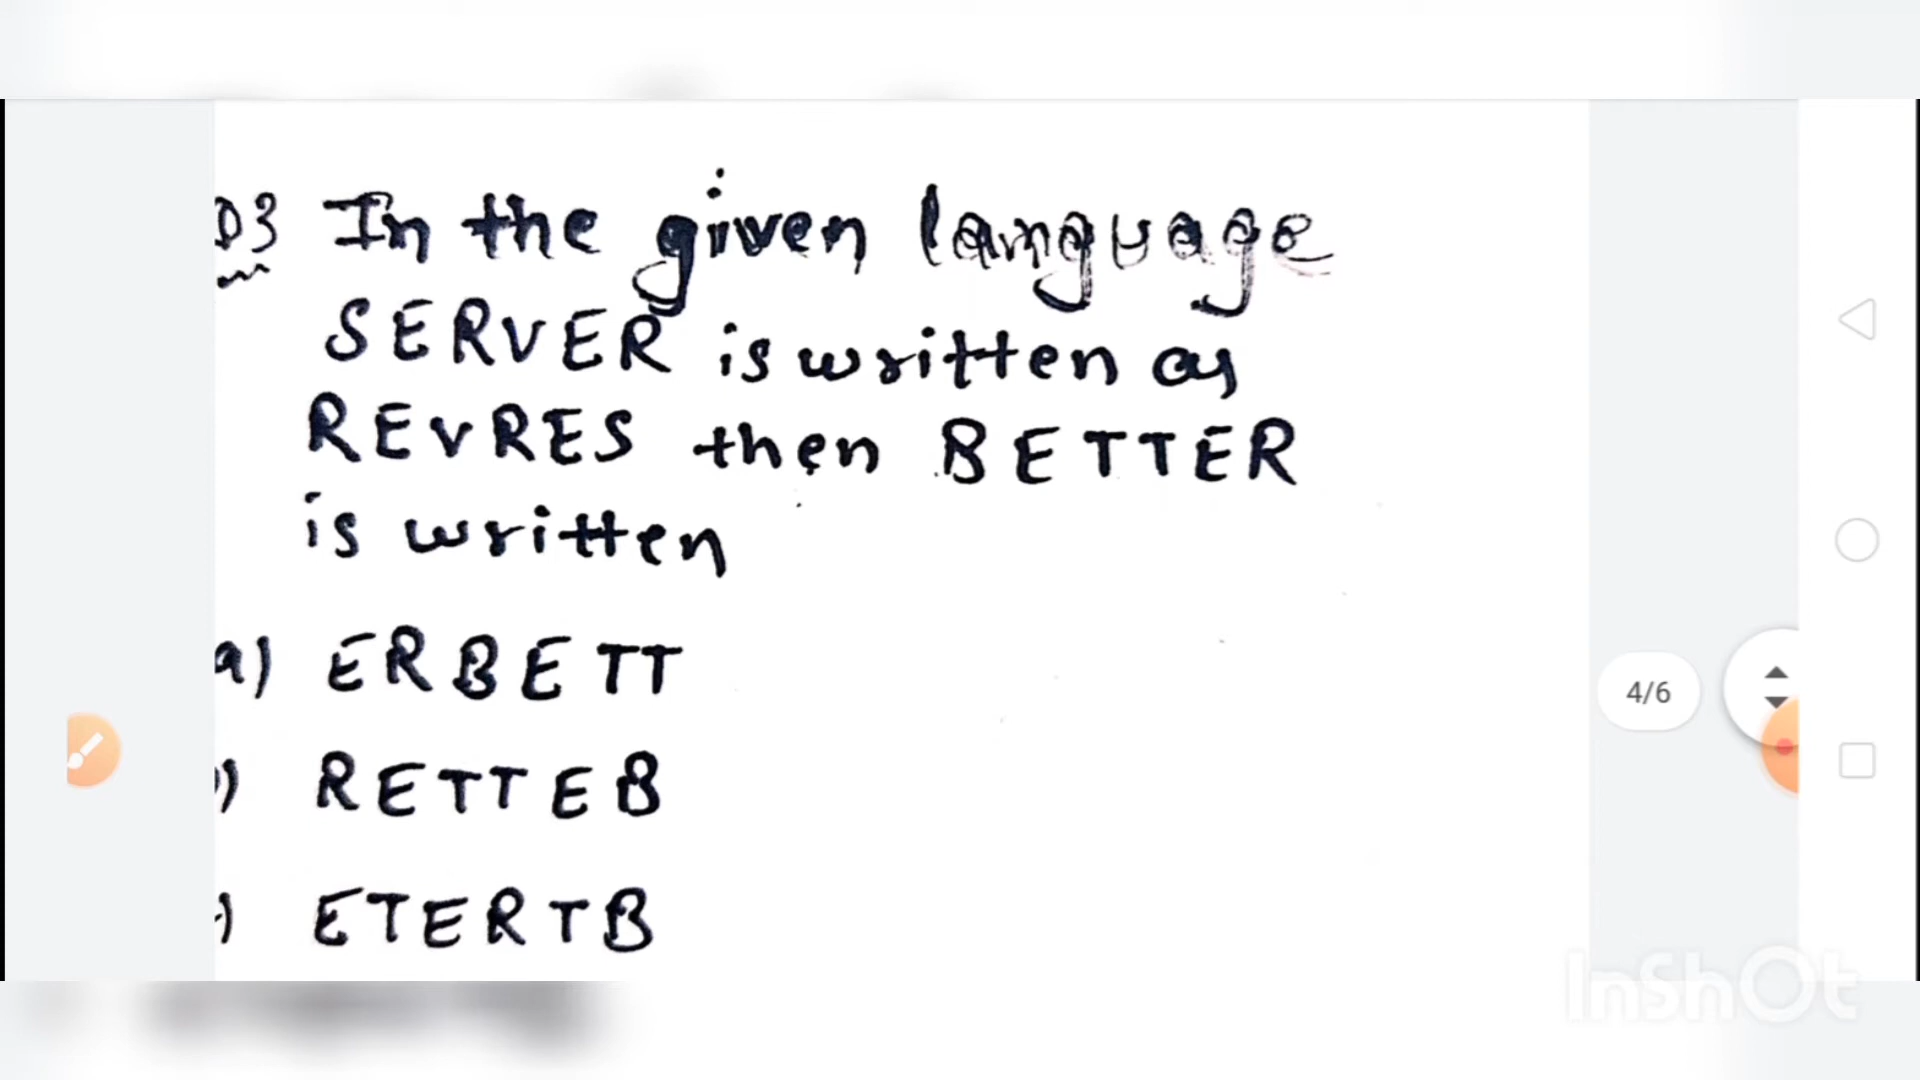 Q3 In the given language
SERVER is written as
REVRES then BETTER
is written
a) ERBETT
b) RETTEB
c) ETERTB
4/6
InShOt